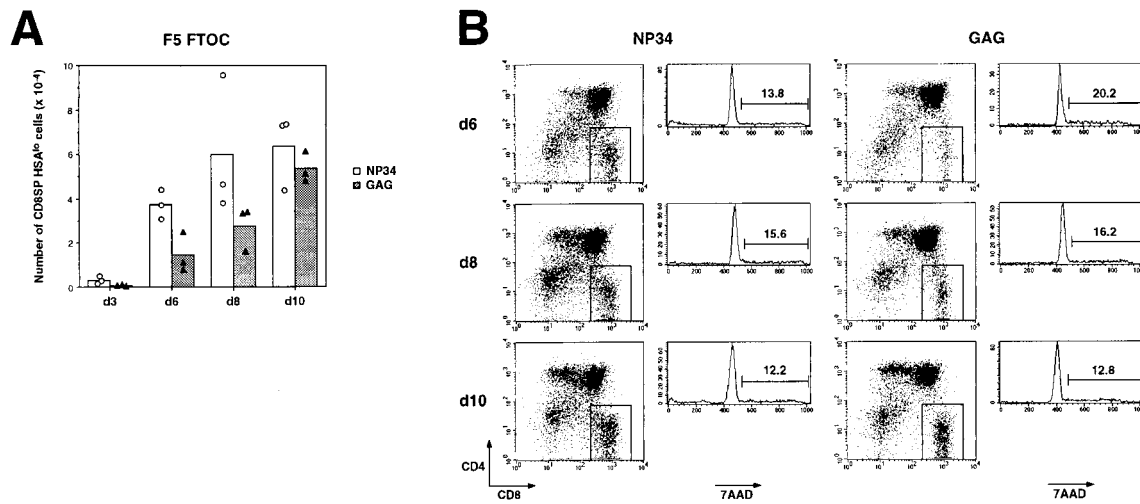 A
F5 FTOC
Number of CD8SP HSA^lo cells (x 10^-4)
10
8
6
4
2
0
d3
d6
d8
d10
NP34
GAG
B
NP34
GAG
d6
13.8
20.2
d8
15.6
16.2
d10
12.2
12.8
CD4
CD8
7AAD
7AAD